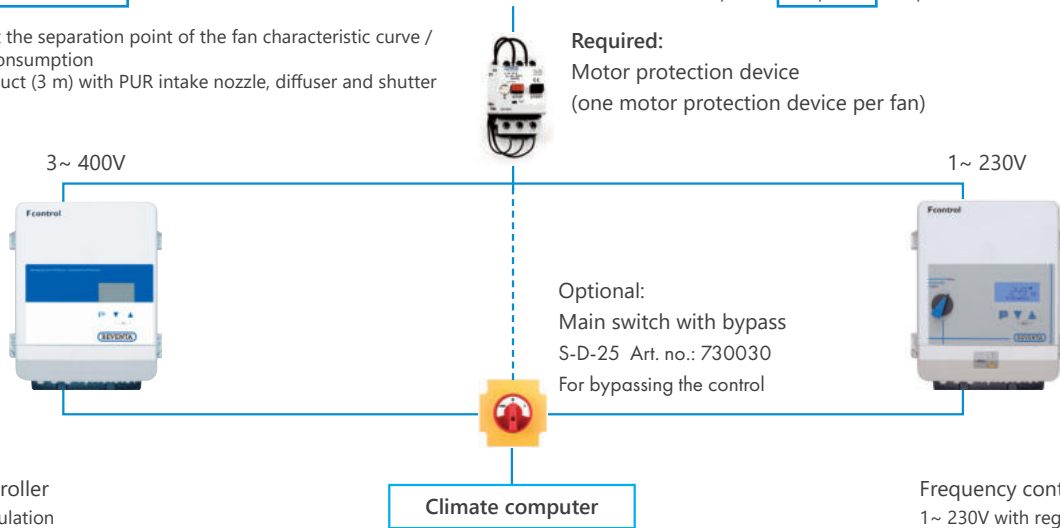 the separation point of the fan characteristic curve /
onsumption
uct (3 m) with PUR intake nozzle, diffuser and shutter
Required:
Motor protection device
(one motor protection device per fan)
3~ 400V
1~ 230V
Fcontrol
Fcontrol
P
P
REVENTA
REVENTA
Optional:
Main switch with bypass
S-D-25 Art. no.: 730030
For bypassing the control
Climate computer
roller
ulation
Frequency cont
1~ 230V with reg